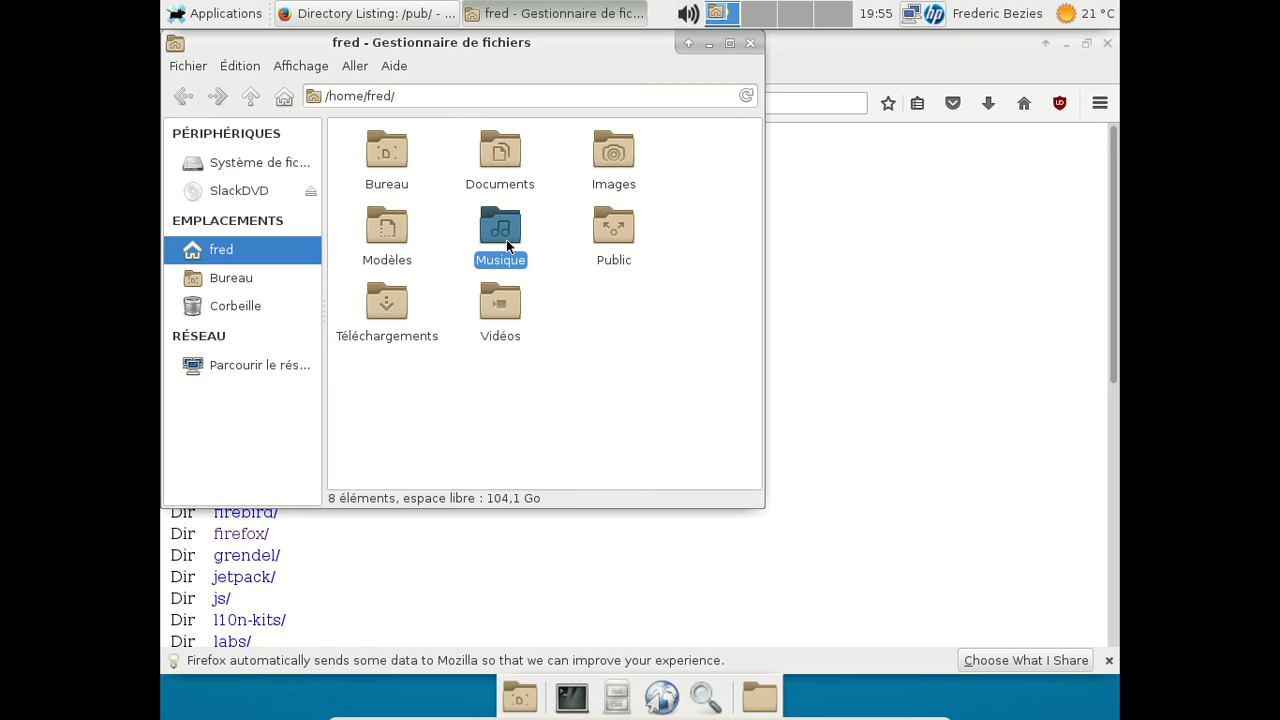 Applications Directory Listing: /pub/ - ... fred - Gestionnaire de fic... 19:55 hp Frederic Bezies 21 °C
fred - Gestionnaire de fichiers
Fichier Édition Affichage Aller Aide
/home/fred/
PÉRIPHÉRIQUES
Système de fic...
SlackDVD
EMPLACEMENTS
fred
Bureau
Corbeille
RÉSEAU
Parcourir le rés...
Bureau Documents Images
Modèles Musique Public
Téléchargements Vidéos
8 éléments, espace libre : 104,1 Go
Dir firebird/
Dir firefox/
Dir grendel/
Dir jetpack/
Dir js/
Dir l10n-kits/
Dir labs/
Firefox automatically sends some data to Mozilla so that we can improve your experience. Choose What I Share